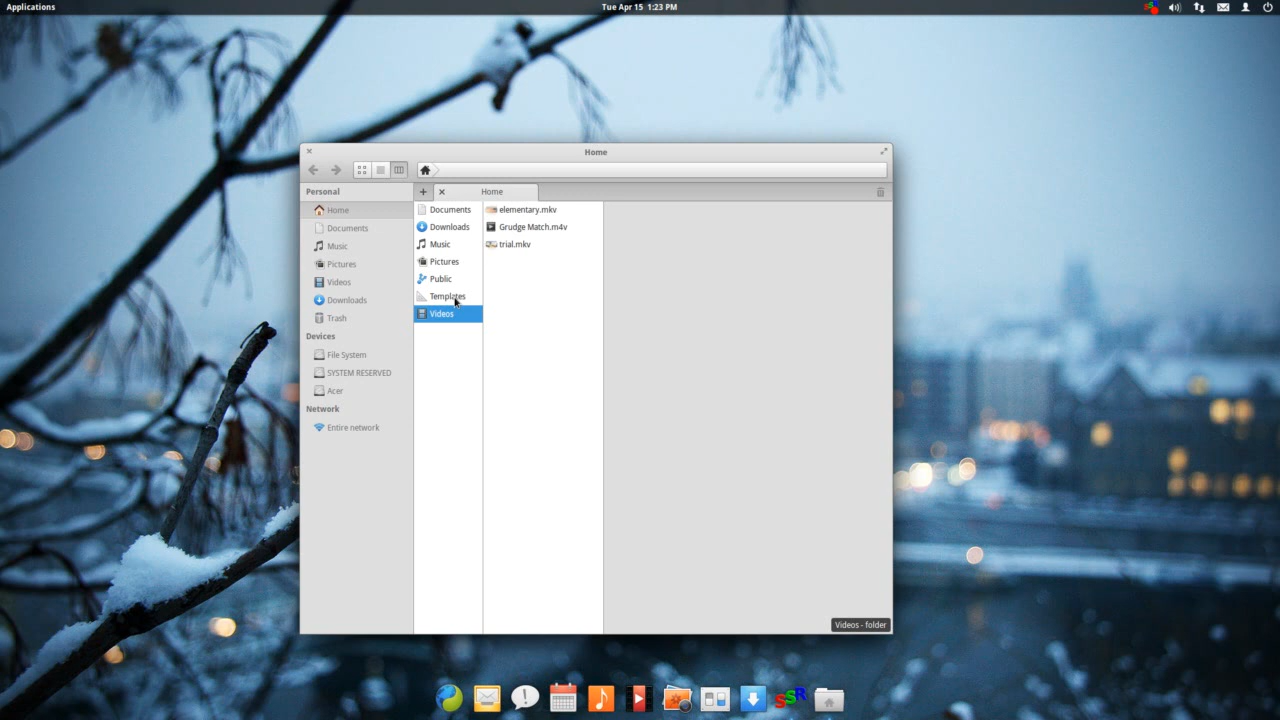 Applications
Tue Apr 15 1:23 PM
SSR
Home
Personal
Home
Documents
Music
Pictures
Videos
Downloads
Trash
Devices
File System
SYSTEM RESERVED
Acer
Network
Entire network
Home
Documents
Downloads
Music
Pictures
Public
Templates
Videos
elementary.mkv
Grudge Match.m4v
trial.mkv
Videos - folder
SSR